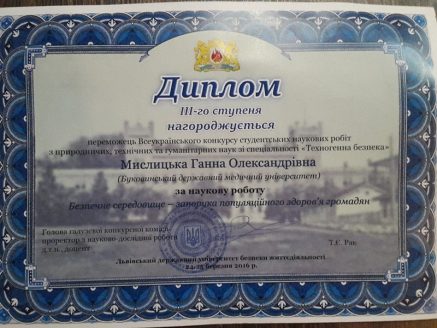 Диплом
III-го ступеня
нагороджується
переможець Всеукраїнського конкурсу студентських наукових робіт
з природничих, технічних та гуманітарних наук зі спеціальності «Техногенна безпека»
Мислицька Ганна Олександрівна
(Буковинський державний медичний університет)
за наукову роботу
Безпечне середовище – запорука популяційного здоров'я громадян
Голова галузевої конкурсної комісії,
проректор з науково-дослідної роботи
д.т.н., доцент
Т.Є. Рак
Львівський державний університет безпеки життєдіяльності
24-25 березня 2016 р.